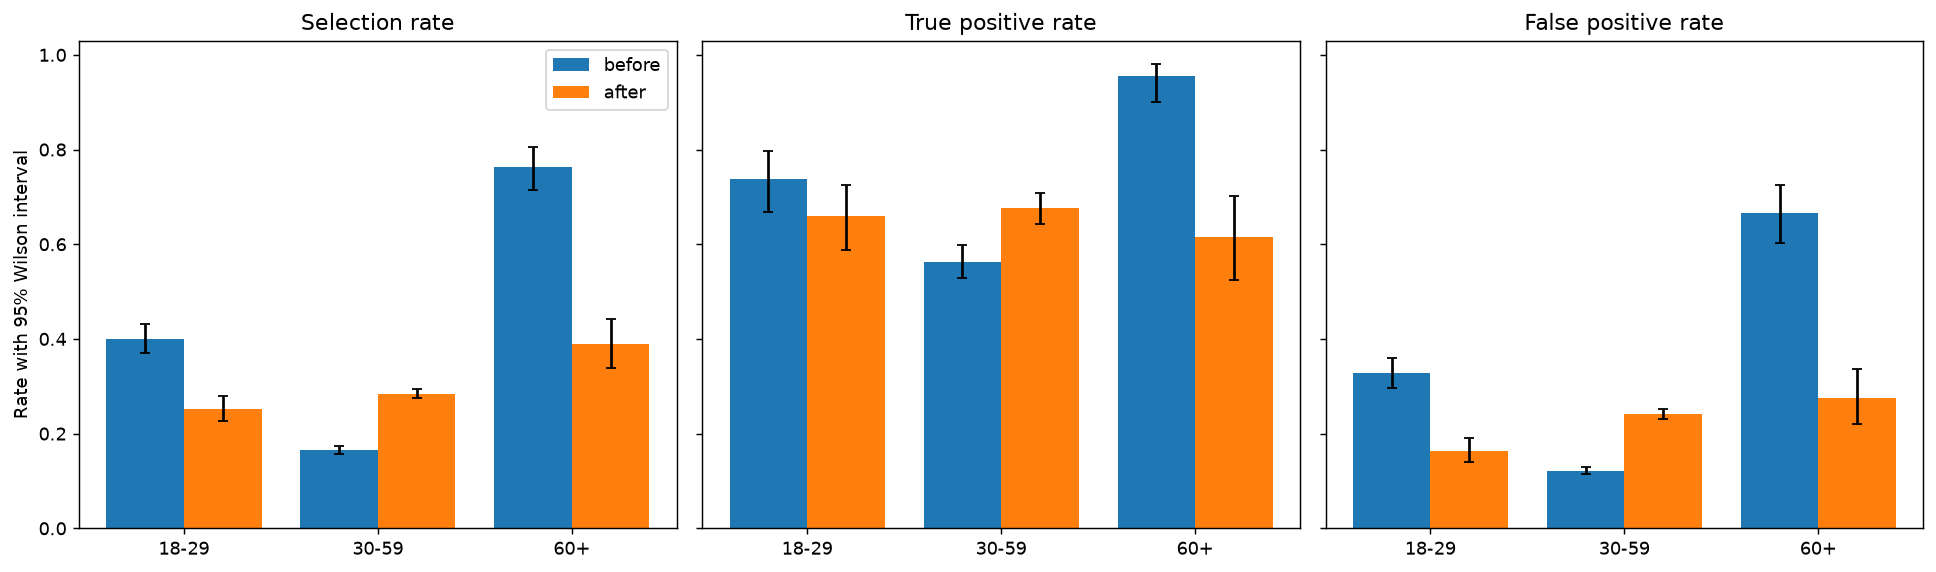 Selection rate
True positive rate
False positive rate
before
after
Rate with 95% Wilson interval
1.0
0.8
0.6
0.4
0.2
0.0
18-29
30-59
60+
18-29
30-59
60+
18-29
30-59
60+